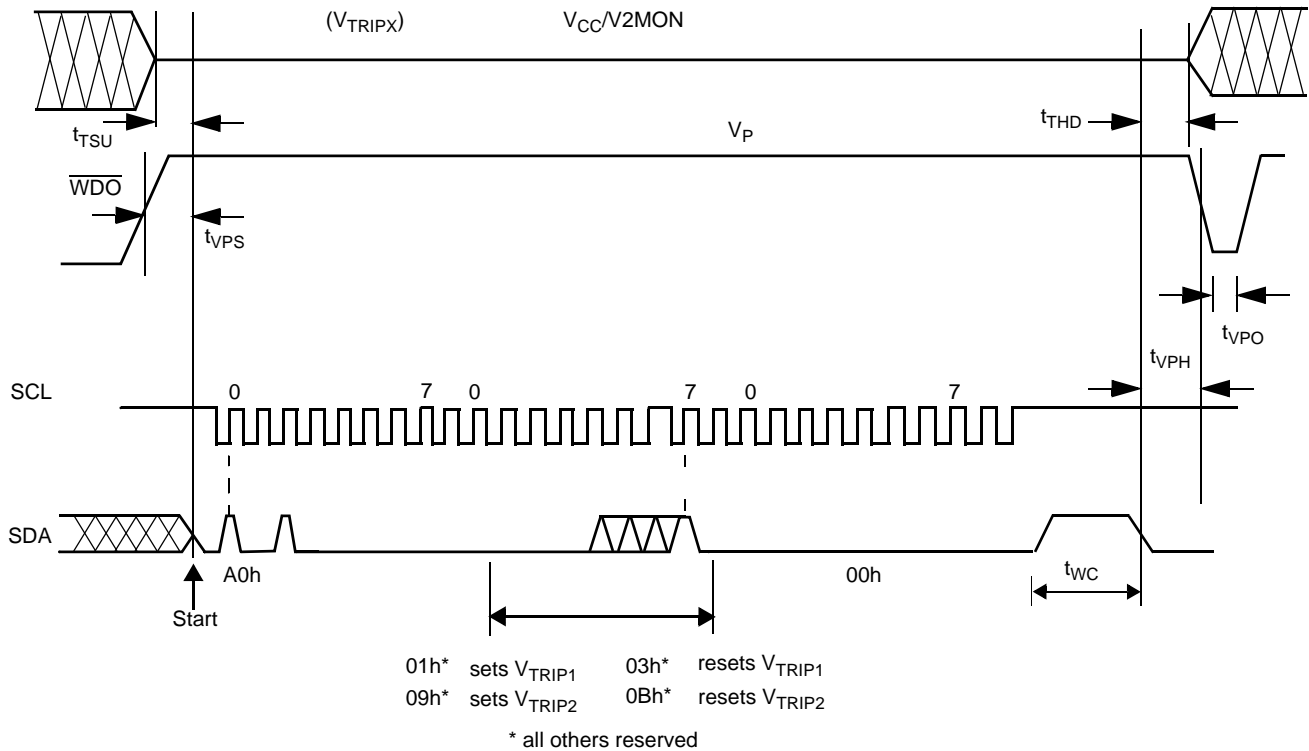 (VTRIPX) VCC/V2MON
tTSU tTHD
VP
WDO
tVPS
tVPO
tVPH
SCL 0 7 0 7 0 7
SDA
A0h 00h tWC
Start
01h* sets VTRIP1 03h* resets VTRIP1
09h* sets VTRIP2 0Bh* resets VTRIP2
* all others reserved